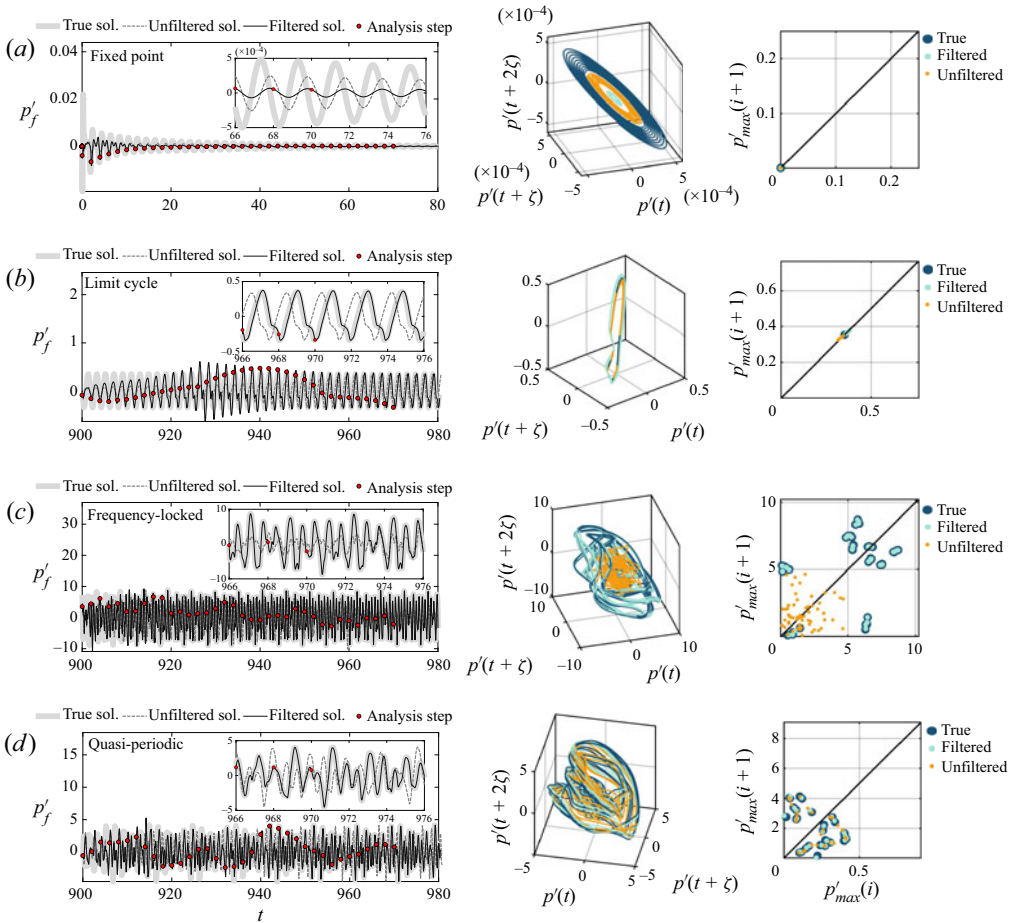 True sol. Unfiltered sol. Filtered sol. Analysis step
(a)
Fixed point
(×10⁻⁴)
p′f
0.04
0.02
0
0 20 40 60 80
5
0
−5
66 68 70 72 74 76
(×10⁻⁴)
(×10⁻⁴)
p′(t + 2ζ)
5
0
−5
(×10⁻⁴)
5
0
−5
p′(t + ζ)
−5 0 5
p′(t)
(×10⁻⁴)
True
Filtered
Unfiltered
p′max(i + 1)
0.2
0.1
0
0.1 0.2
True sol. Unfiltered sol. Filtered sol. Analysis step
(b)
Limit cycle
p′f
2
1
0
900 920 940 960 980
0.5
0
−0.5
966 968 970 972 974 976
0.5
0
−0.5
0.5
0
−0.5
0
0.5
p′(t + ζ)
p′(t)
True
Filtered
Unfiltered
p′max(i + 1)
0.6
0.4
0.2
0.5
True sol. Unfiltered sol. Filtered sol. Analysis step
(c)
Frequency-locked
p′f
30
20
10
0
−10
900 920 940 960 980
10
0
−10
966 968 970 972 974 976
p′(t + 2ζ)
10
0
−10
10
0
−10
0
10
p′(t + ζ)
p′(t)
True
Filtered
Unfiltered
p′max(i + 1)
10
5
0
5 10
True sol. Unfiltered sol. Filtered sol. Analysis step
(d)
Quasi-periodic
p′f
15
10
5
0
900 920 940 960 980
t
5
0
−5
966 968 970 972 974 976
p′(t + 2ζ)
5
0
−5
−5
0
5
−5
0
5
p′(t)
p′(t + ζ)
True
Filtered
Unfiltered
p′max(i + 1)
8
6
4
2
0
5
p′max(i)